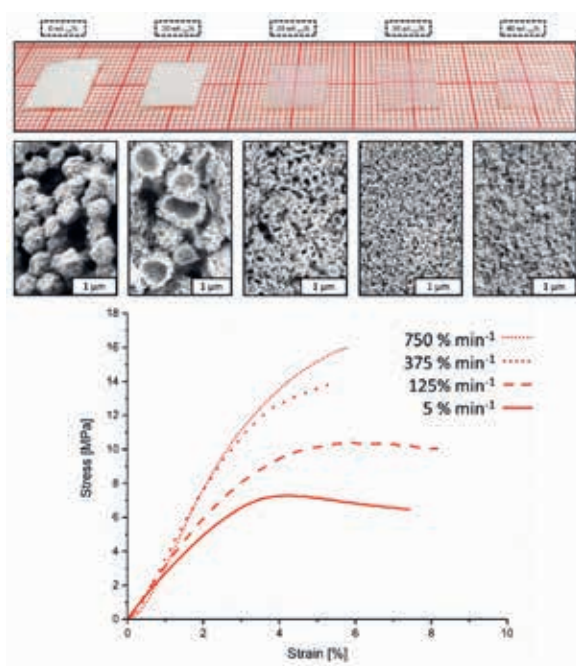 1 µm 1 µm 1 µm 1 µm 1 µm
18
16
14
12
10
8
6
4
2
0
Stress [MPa]
750 % min⁻¹
375 % min⁻¹
125% min⁻¹
5 % min⁻¹
0 2 4 6 8 10
Strain [%]